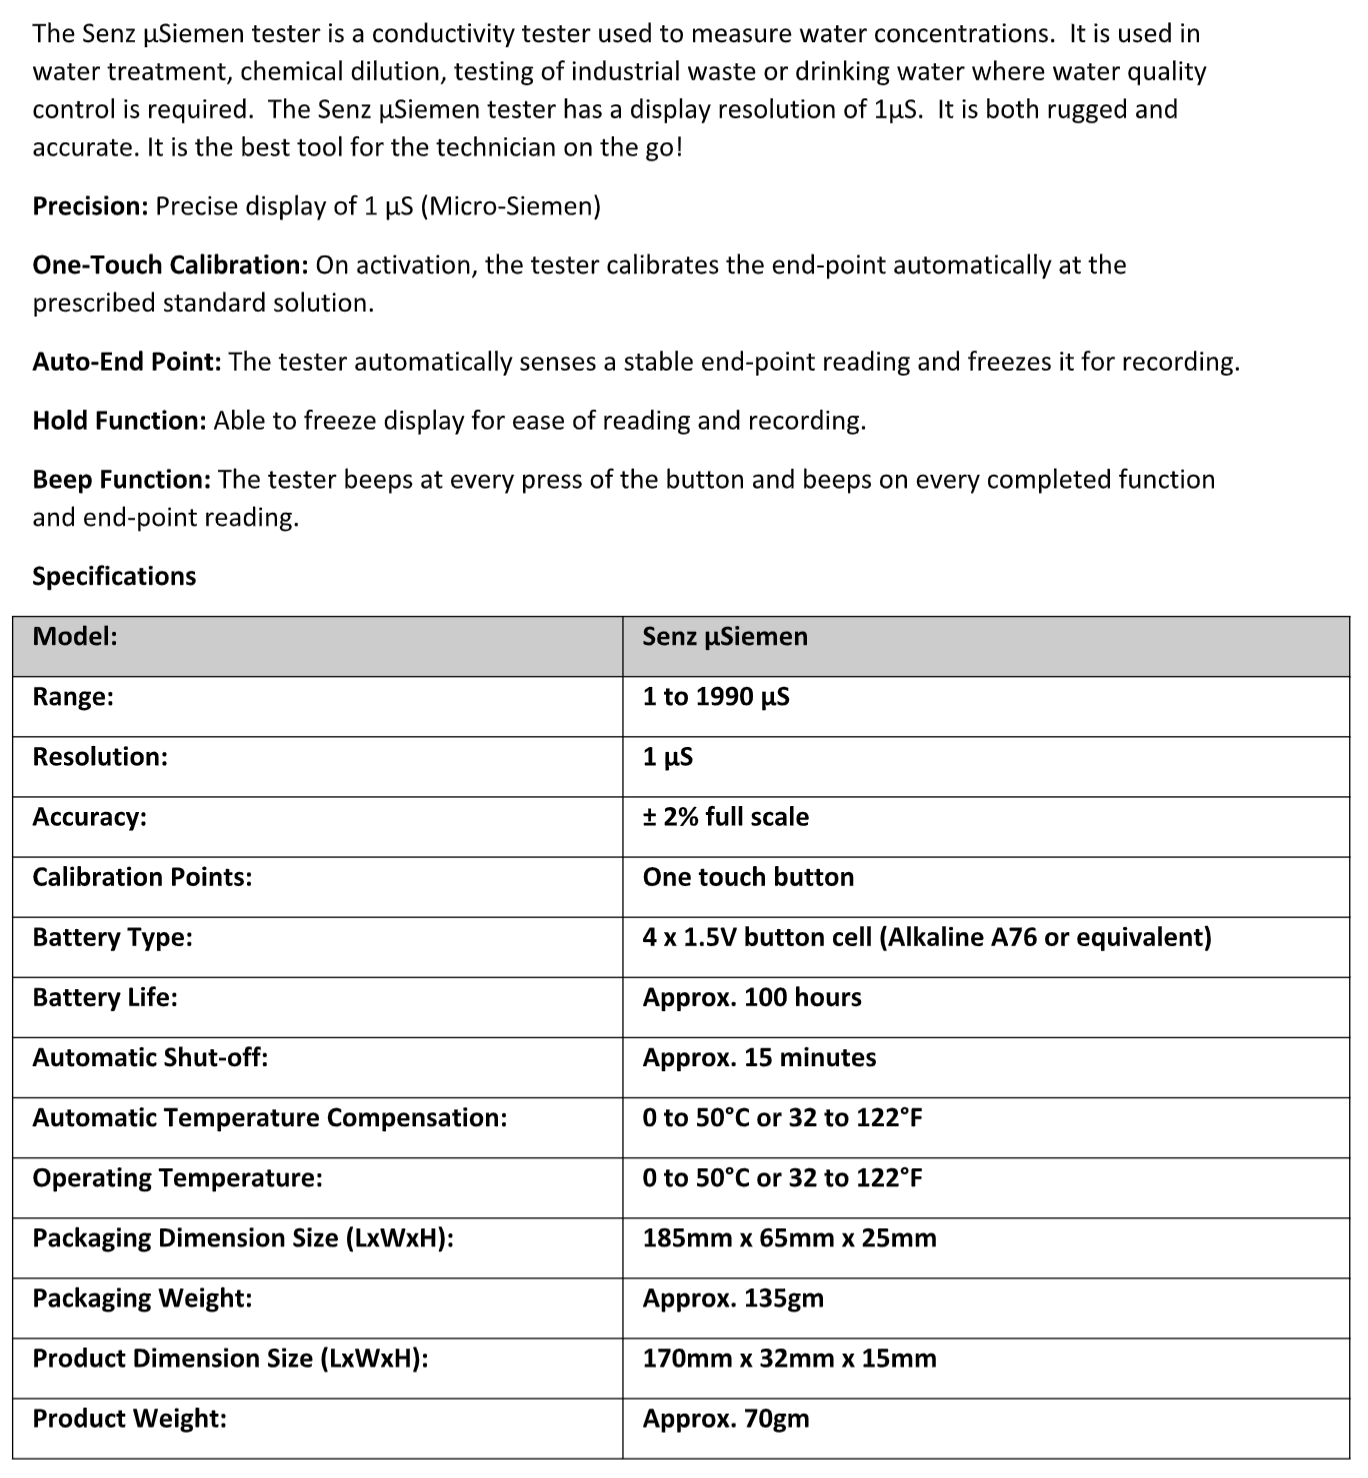 The Senz µSiemen tester is a conductivity tester used to measure water concentrations.  It is used in
water treatment, chemical dilution, testing of industrial waste or drinking water where water quality
control is required.  The Senz µSiemen tester has a display resolution of 1µS.  It is both rugged and
accurate. It is the best tool for the technician on the go!
Precision: Precise display of 1 µS (Micro-Siemen)
One-Touch Calibration: On activation, the tester calibrates the end-point automatically at the
prescribed standard solution.
Auto-End Point: The tester automatically senses a stable end-point reading and freezes it for recording.
Hold Function: Able to freeze display for ease of reading and recording.
Beep Function: The tester beeps at every press of the button and beeps on every completed function
and end-point reading.
Specifications
Model: Senz µSiemen
Range: 1 to 1990 µS
Resolution: 1 µS
Accuracy: ± 2% full scale
Calibration Points: One touch button
Battery Type: 4 x 1.5V button cell (Alkaline A76 or equivalent)
Battery Life: Approx. 100 hours
Automatic Shut-off: Approx. 15 minutes
Automatic Temperature Compensation: 0 to 50°C or 32 to 122°F
Operating Temperature: 0 to 50°C or 32 to 122°F
Packaging Dimension Size (LxWxH): 185mm x 65mm x 25mm
Packaging Weight: Approx. 135gm
Product Dimension Size (LxWxH): 170mm x 32mm x 15mm
Product Weight: Approx. 70gm